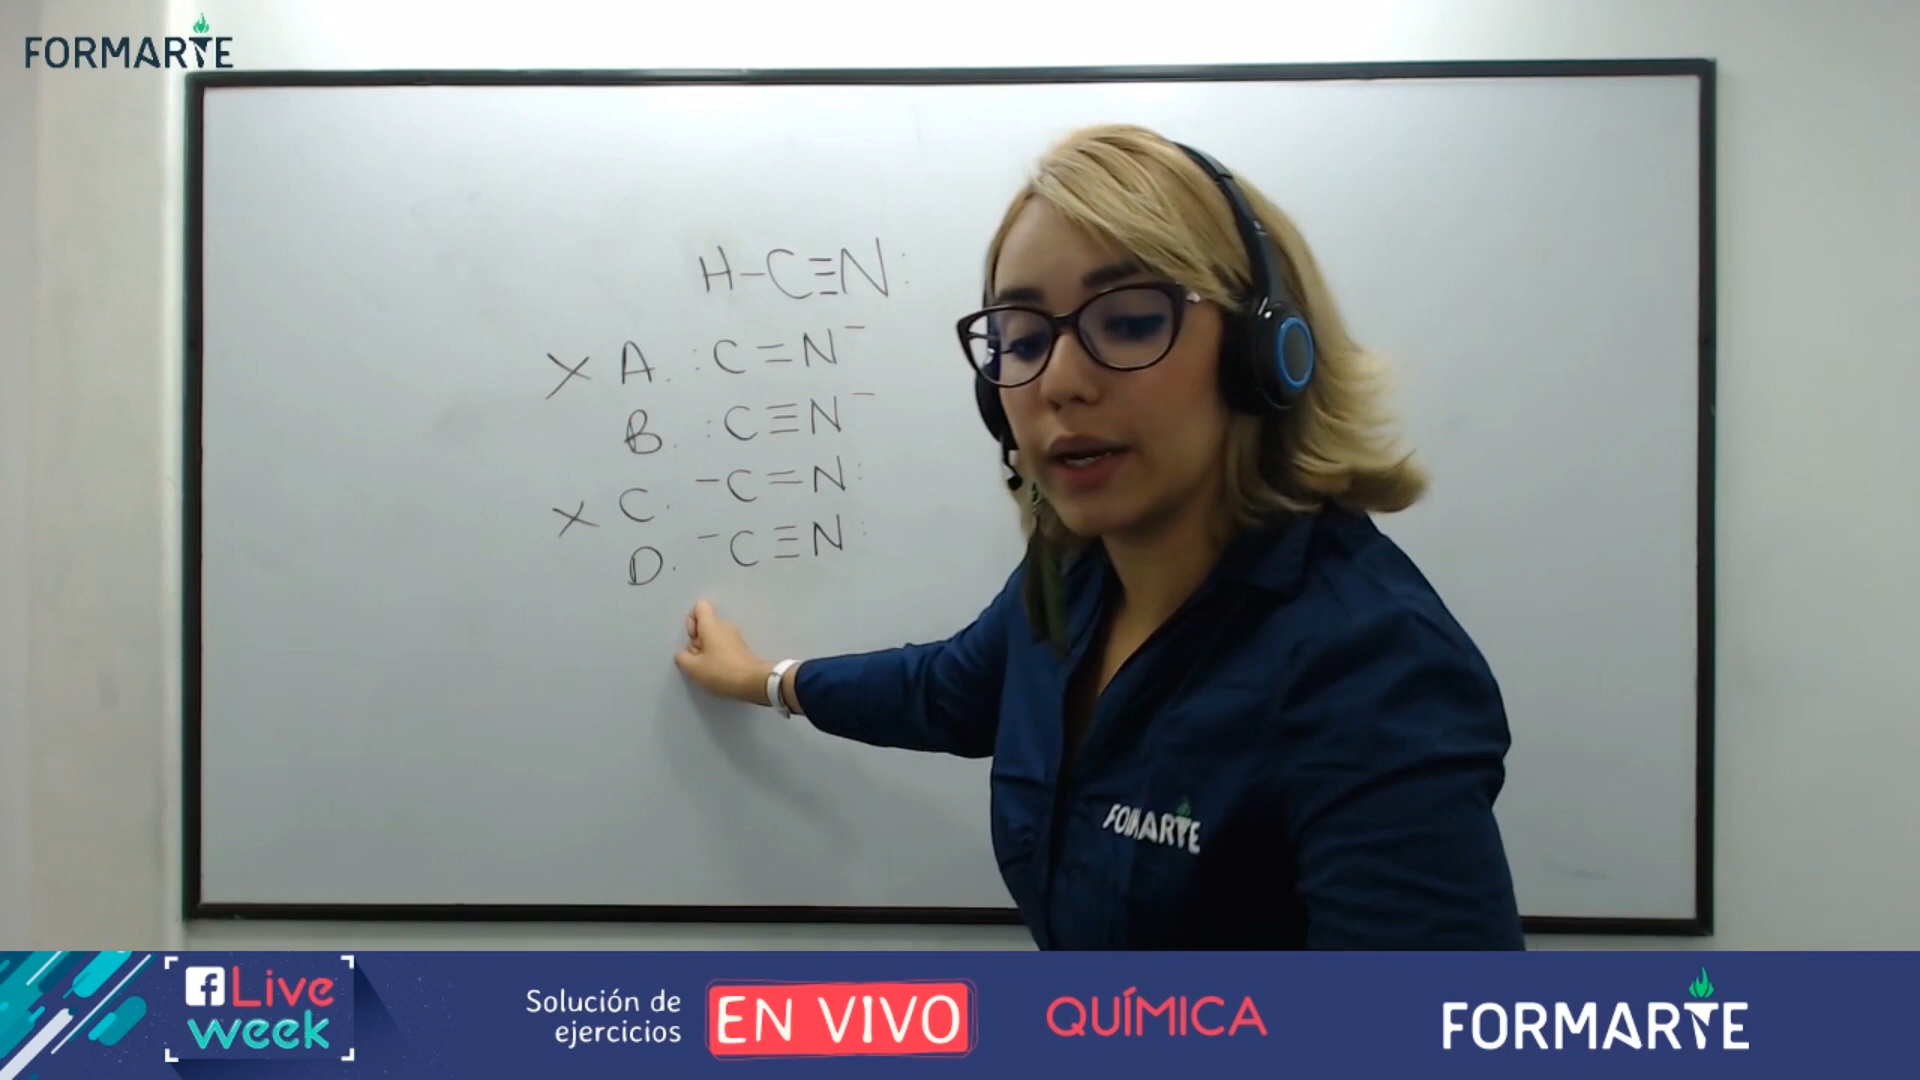 FORMARTE
H-C≡N:
X A. :C=N⁻
B. :C≡N⁻
X C. ⁻C=N:
D. ⁻C≡N:
FORMARTE
Live
week
Solución de
ejercicios
EN VIVO
QUÍMICA
FORMARTE